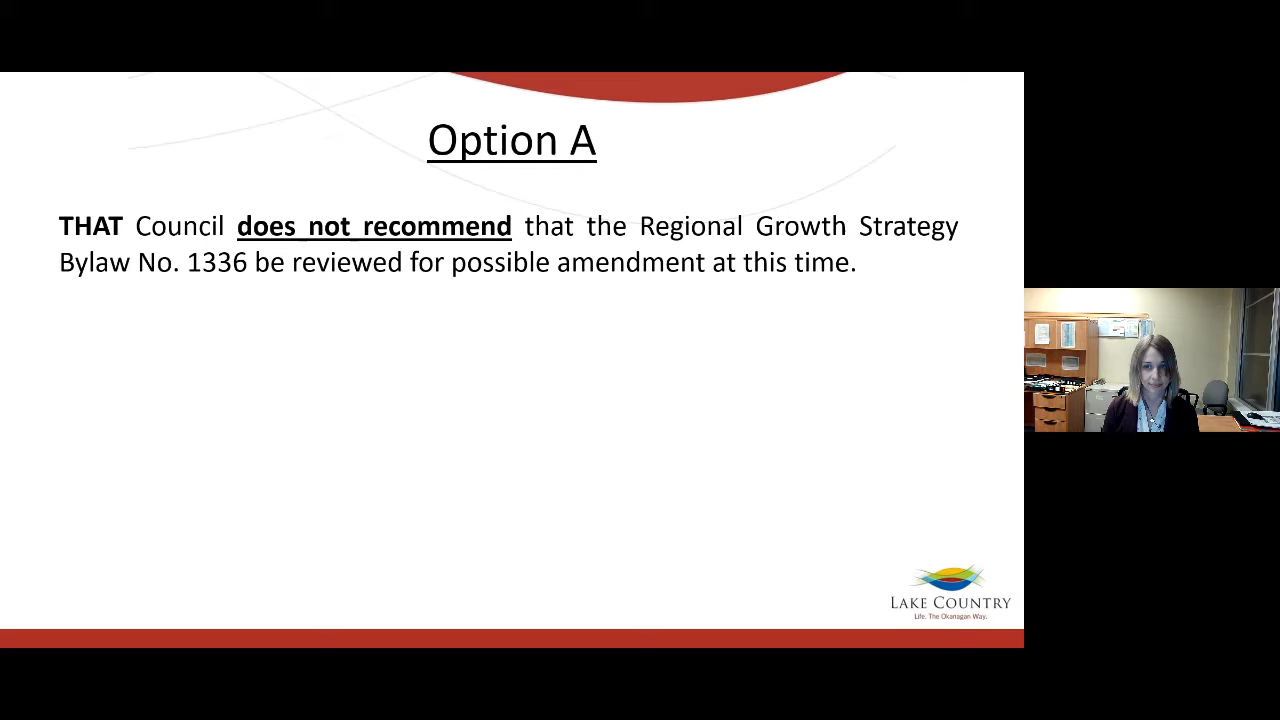 Option A
THAT Council does not recommend that the Regional Growth Strategy
Bylaw No. 1336 be reviewed for possible amendment at this time.
LAKE COUNTRY
Life. The Okanagan Way.